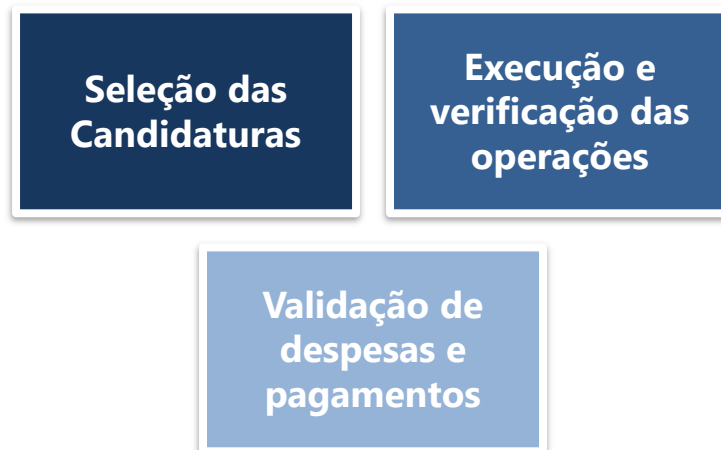 Seleção das
Candidaturas
Execução e
verificação das
operações
Validação de
despesas e
pagamentos